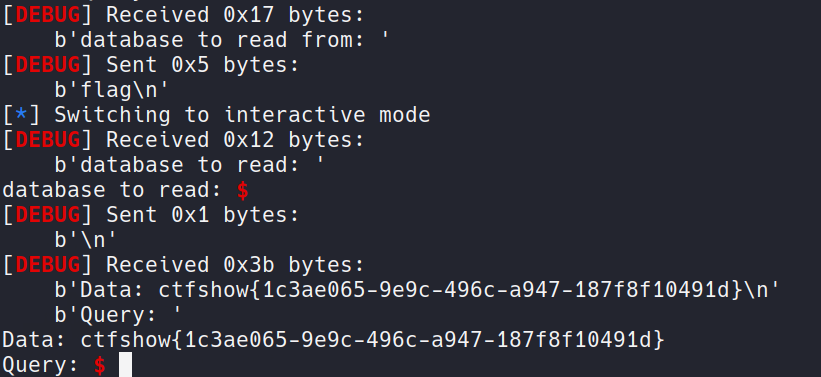 [DEBUG] Received 0x17 bytes:
    b'database to read from: '
[DEBUG] Sent 0x5 bytes:
    b'flag\n'
[*] Switching to interactive mode
[DEBUG] Received 0x12 bytes:
    b'database to read: '
database to read: $
[DEBUG] Sent 0x1 bytes:
    b'\n'
[DEBUG] Received 0x3b bytes:
    b'Data: ctfshow{1c3ae065-9e9c-496c-a947-187f8f10491d}\n'
    b'Query: '
Data: ctfshow{1c3ae065-9e9c-496c-a947-187f8f10491d}
Query: $